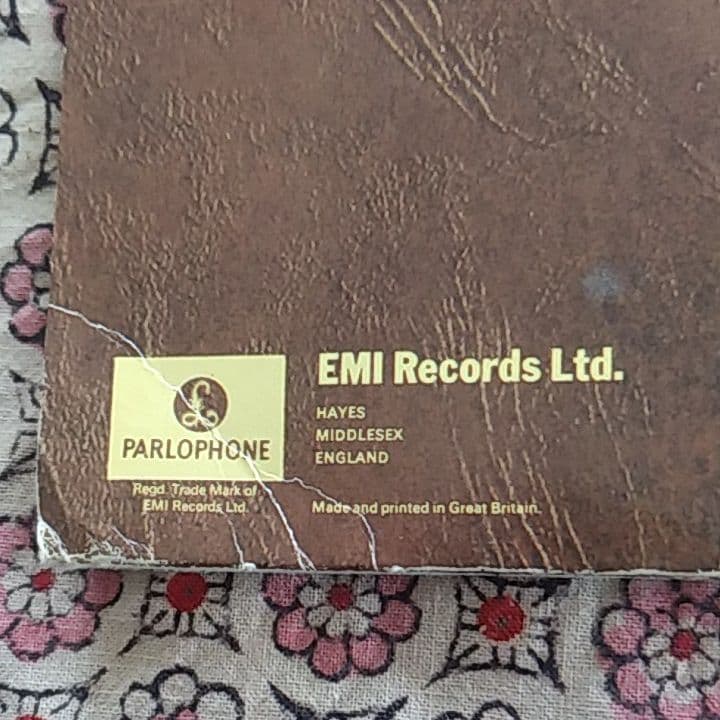 £
PARLOPHONE
Regd. Trade Mark of
EMI Records Ltd.
EMI Records Ltd.
HAYES
MIDDLESEX
ENGLAND
Made and printed in Great Britain.